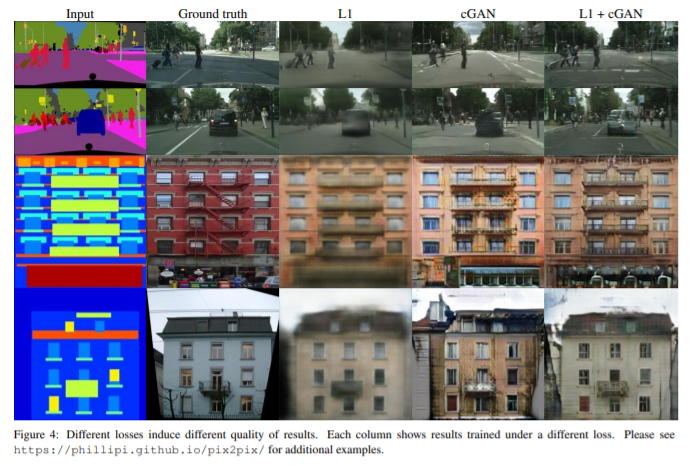 Input Ground truth L1 cGAN L1 + cGAN
Figure 4: Different losses induce different quality of results. Each column shows results trained under a different loss. Please see
https://phillipi.github.io/pix2pix/ for additional examples.